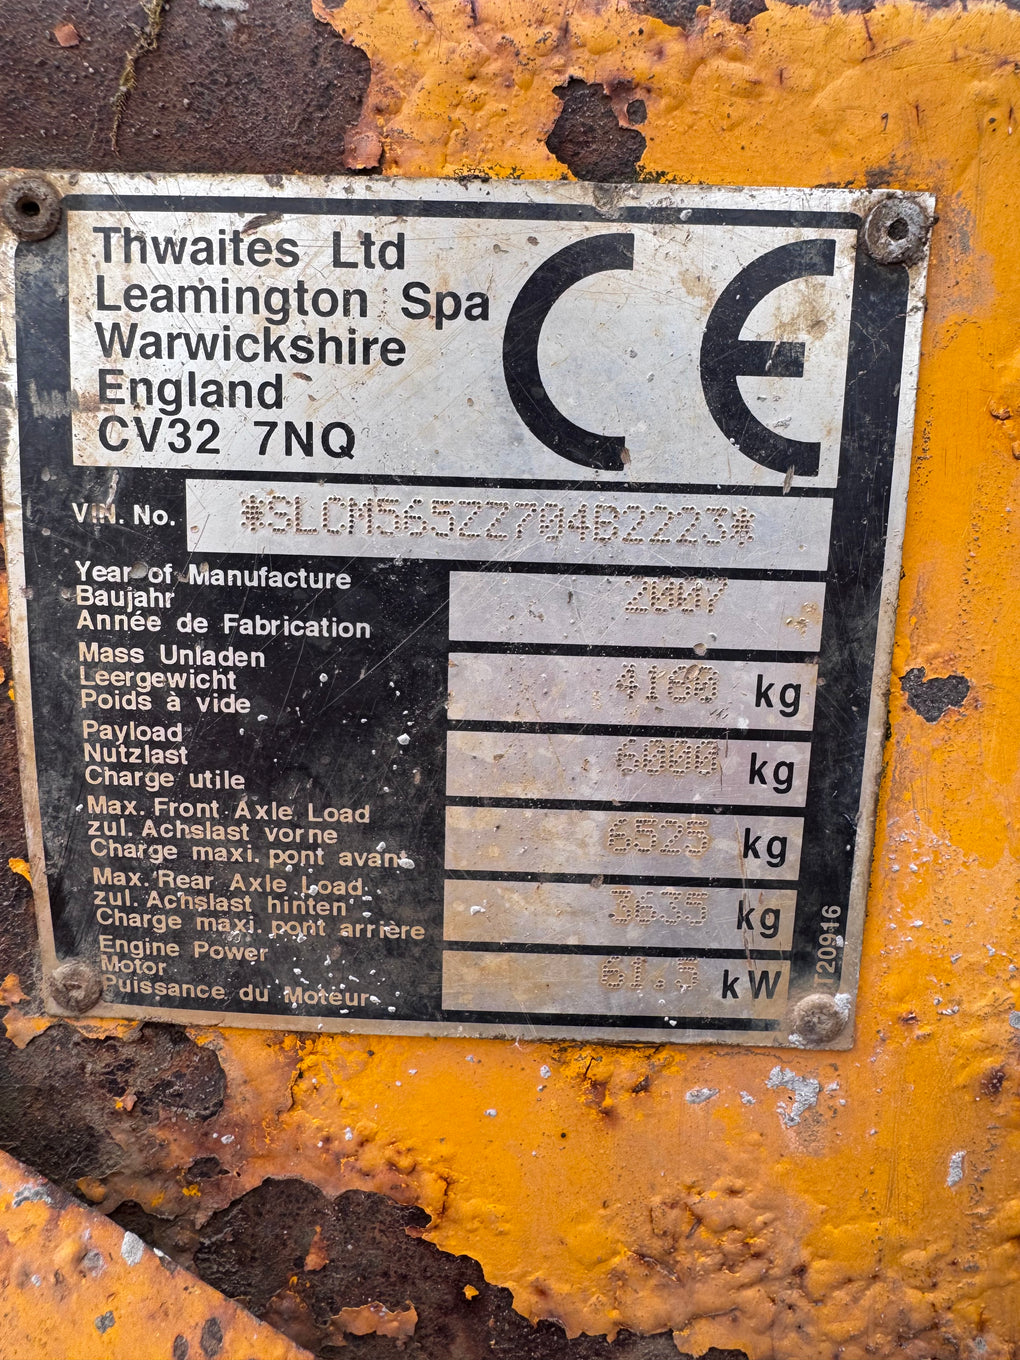 Thwaites Ltd
Leamington Spa
Warwickshire
England
CV32 7NQ
CE
VIN. No. *SLCM565ZZ704B2223*
Year of Manufacture
Baujahr
Année de Fabrication
2007
Mass Unladen
Leergewicht
Poids à vide
4180 kg
Payload
Nutzlast
Charge utile
6000 kg
Max. Front Axle Load
zul. Achslast vorne
Charge maxi. pont avant
6525 kg
Max. Rear Axle Load
zul. Achslast hinten
Charge maxi. pont arrière
3635 kg
Engine Power
Motor
Puissance du Moteur
61.5 kW
T20916